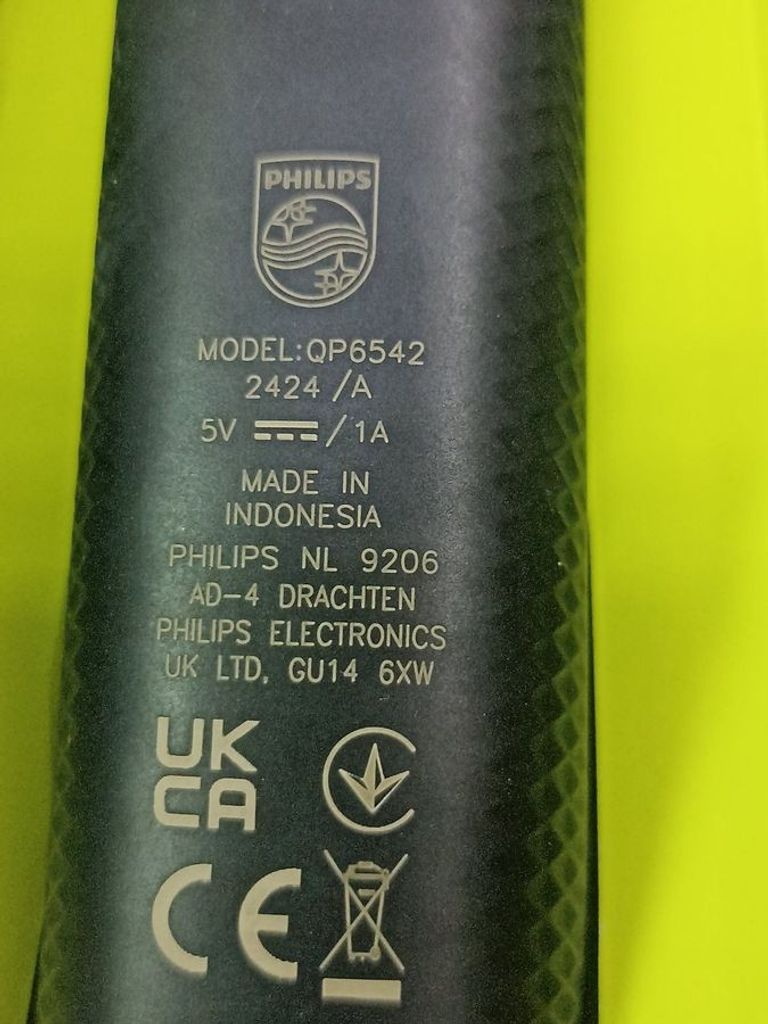 PHILIPS
MODEL:QP6542
2424 /A
5V ⎓ / 1A
MADE IN
INDONESIA
PHILIPS NL 9206
AD-4 DRACHTEN
PHILIPS ELECTRONICS
UK LTD, GU14 6XW
UK
CA
CE